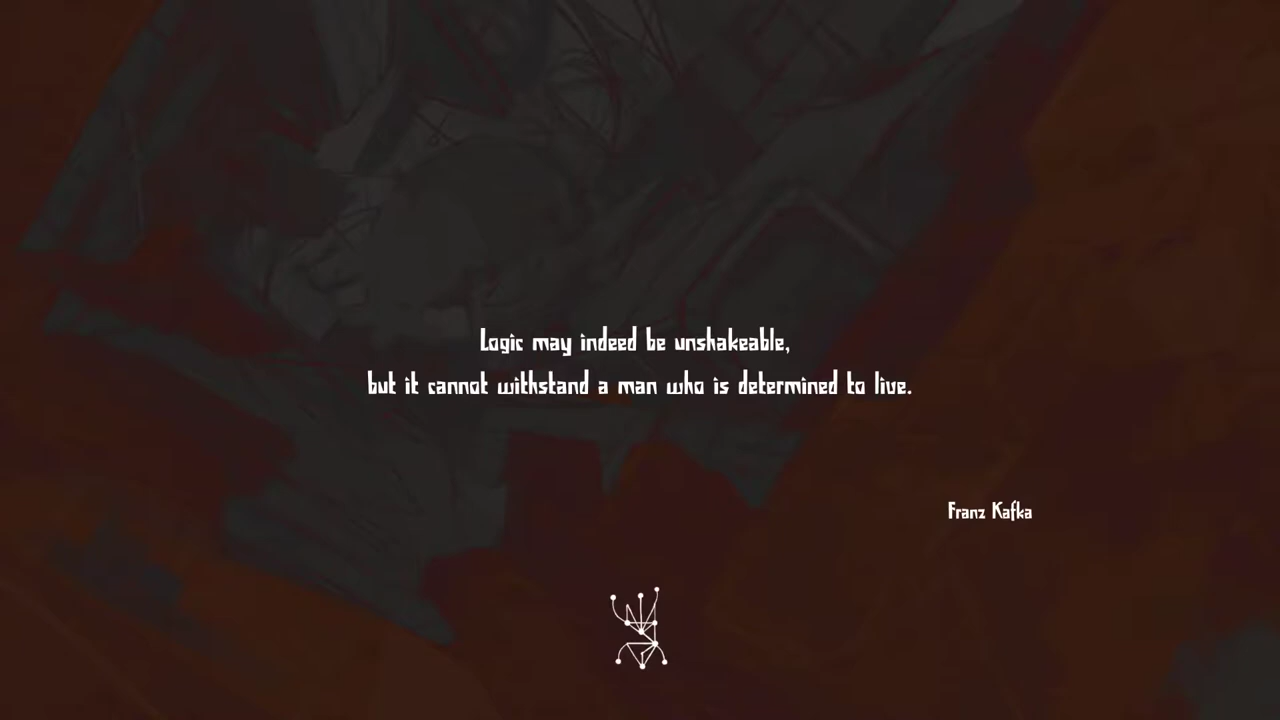 Logic may indeed be unshakeable,
but it cannot withstand a man who is determined to live.
Franz Kafka